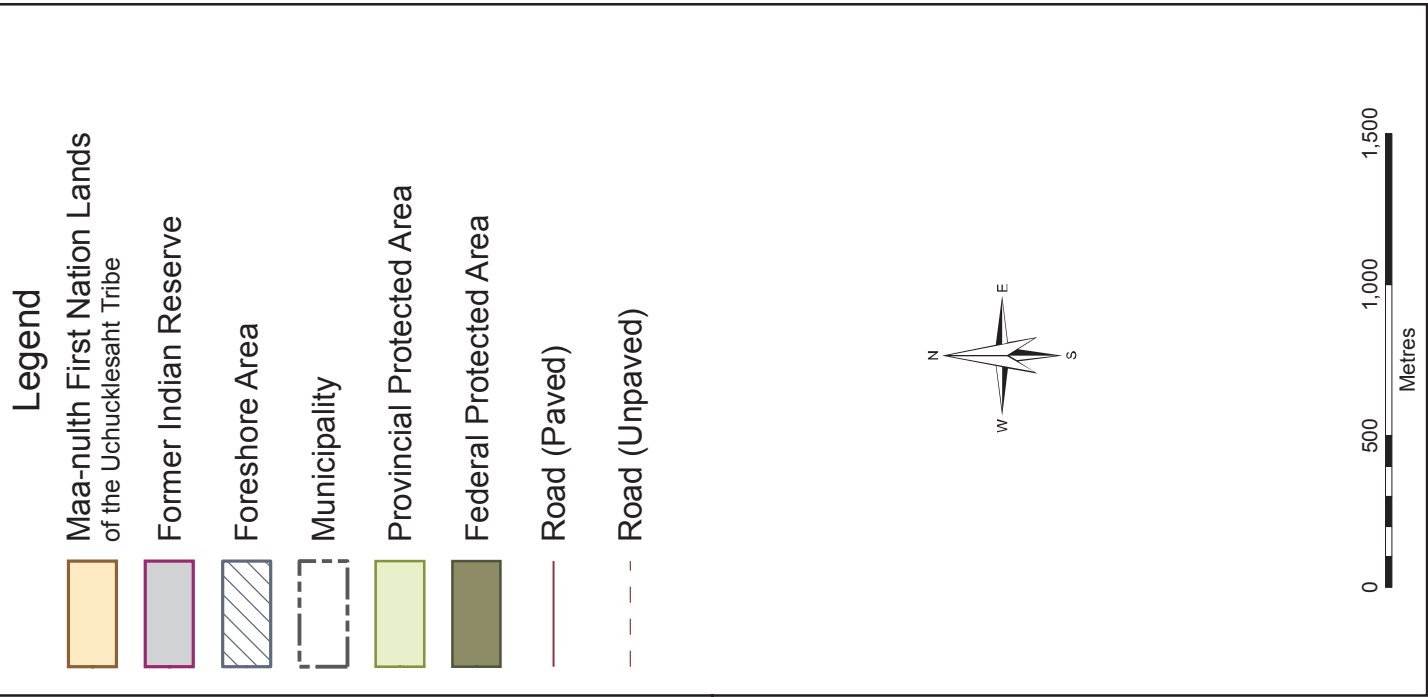 Legend
Maa-nulth First Nation Lands
of the Uchucklesaht Tribe
Former Indian Reserve
Foreshore Area
Municipality
Provincial Protected Area
Federal Protected Area
Road (Paved)
Road (Unpaved)
N
W
E
S
0 500 1,000 1,500
Metres